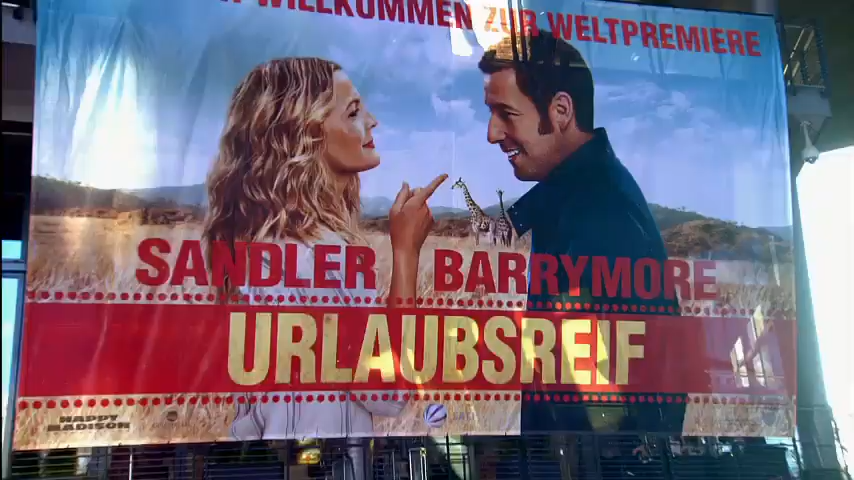 WILLKOMMEN ZUR WELTPREMIERE
SANDLER BARRYMORE
URLAUBSREIF
HAPPY
MADISON